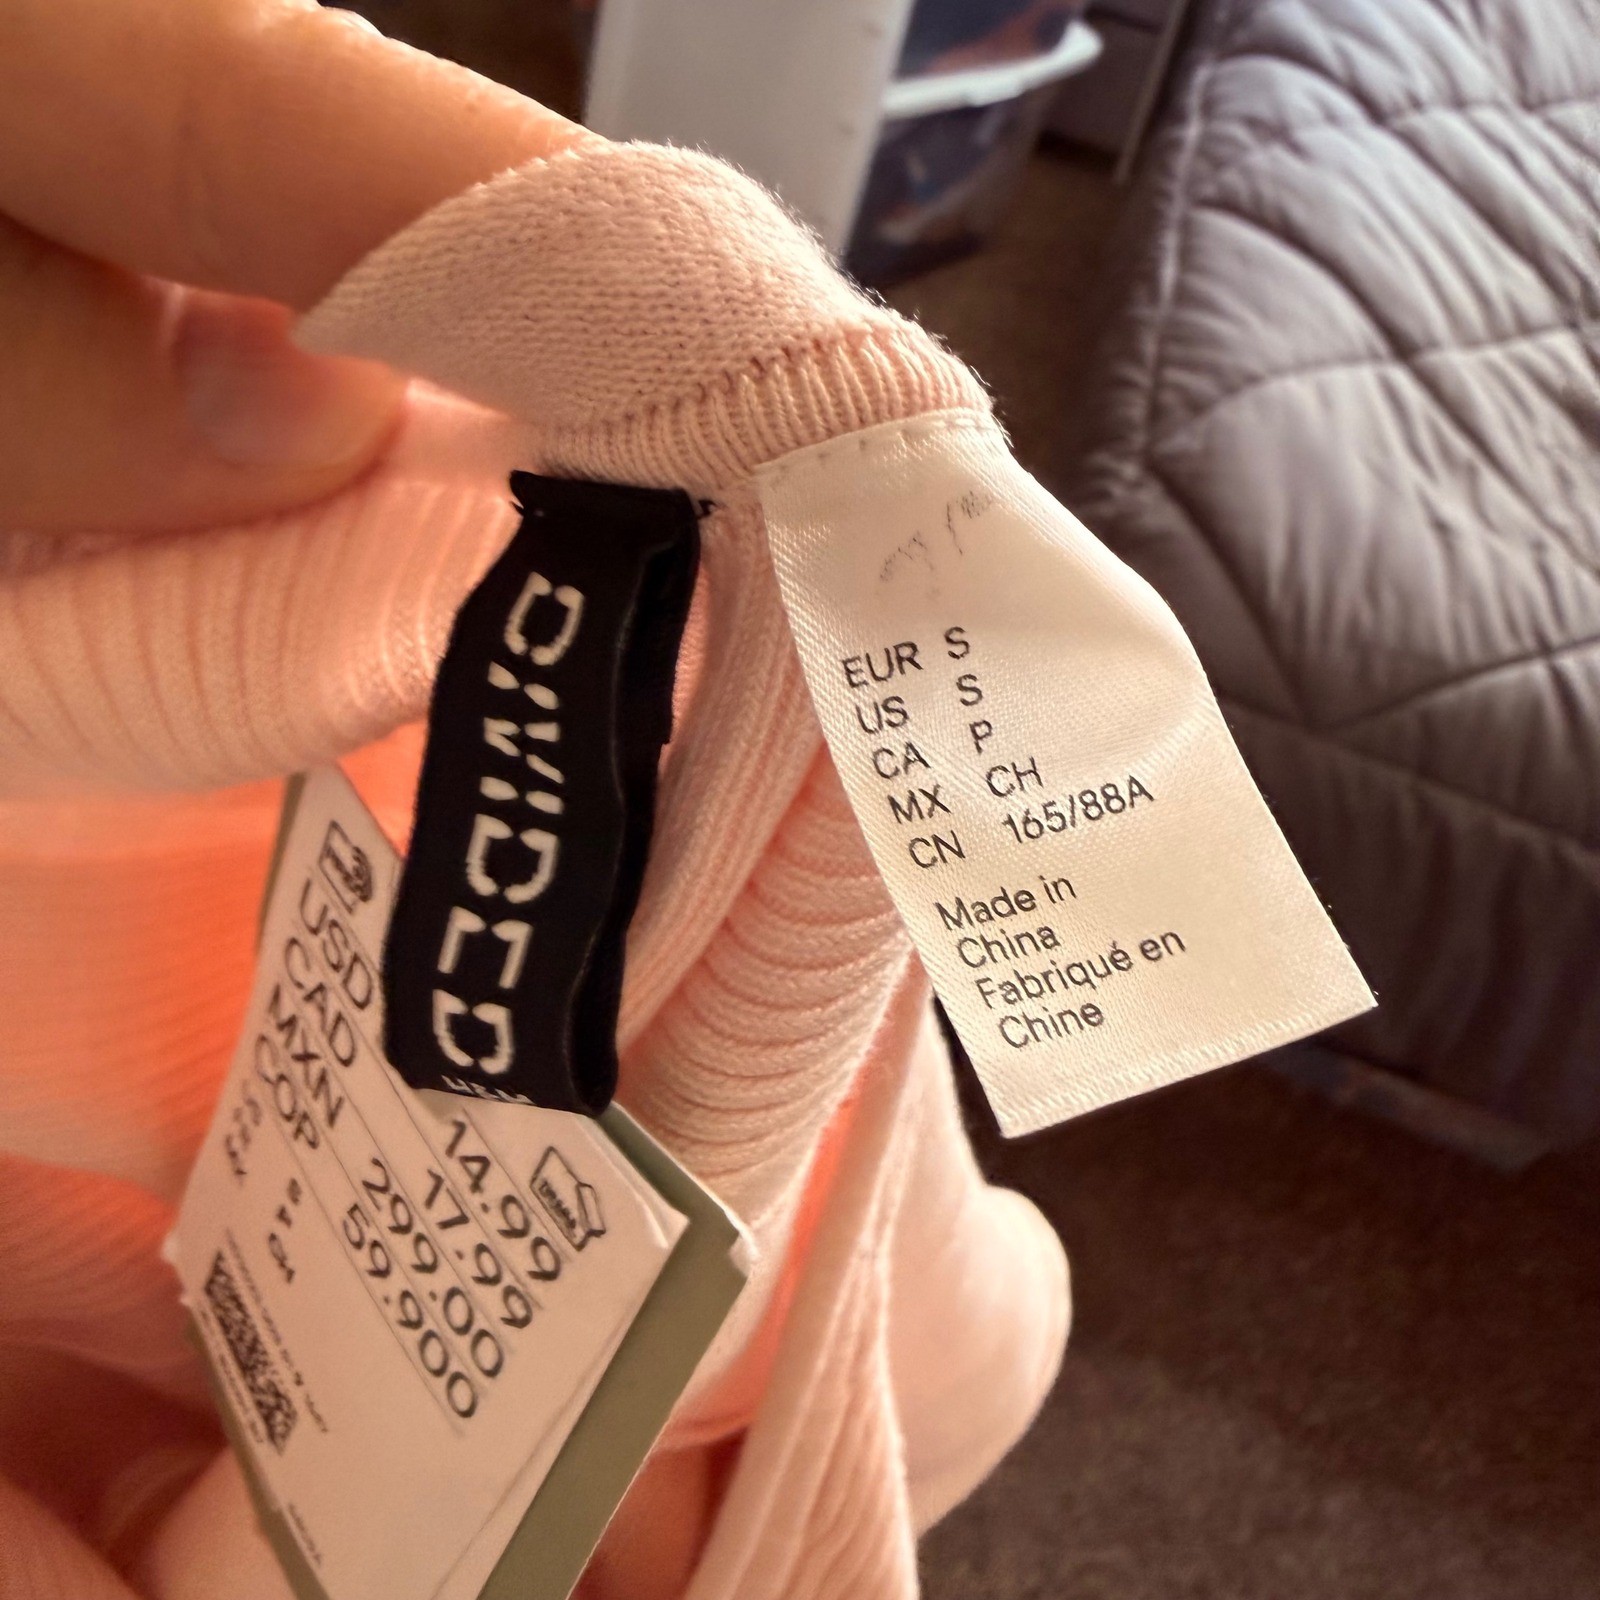 DIVIDED
H&M
EUR S
US S
CA P
MX CH
CN 165/88A
Made in
China
Fabriqué en
Chine
USD 14.99
CAD 17.99
MXN 299.00
COP 59.900